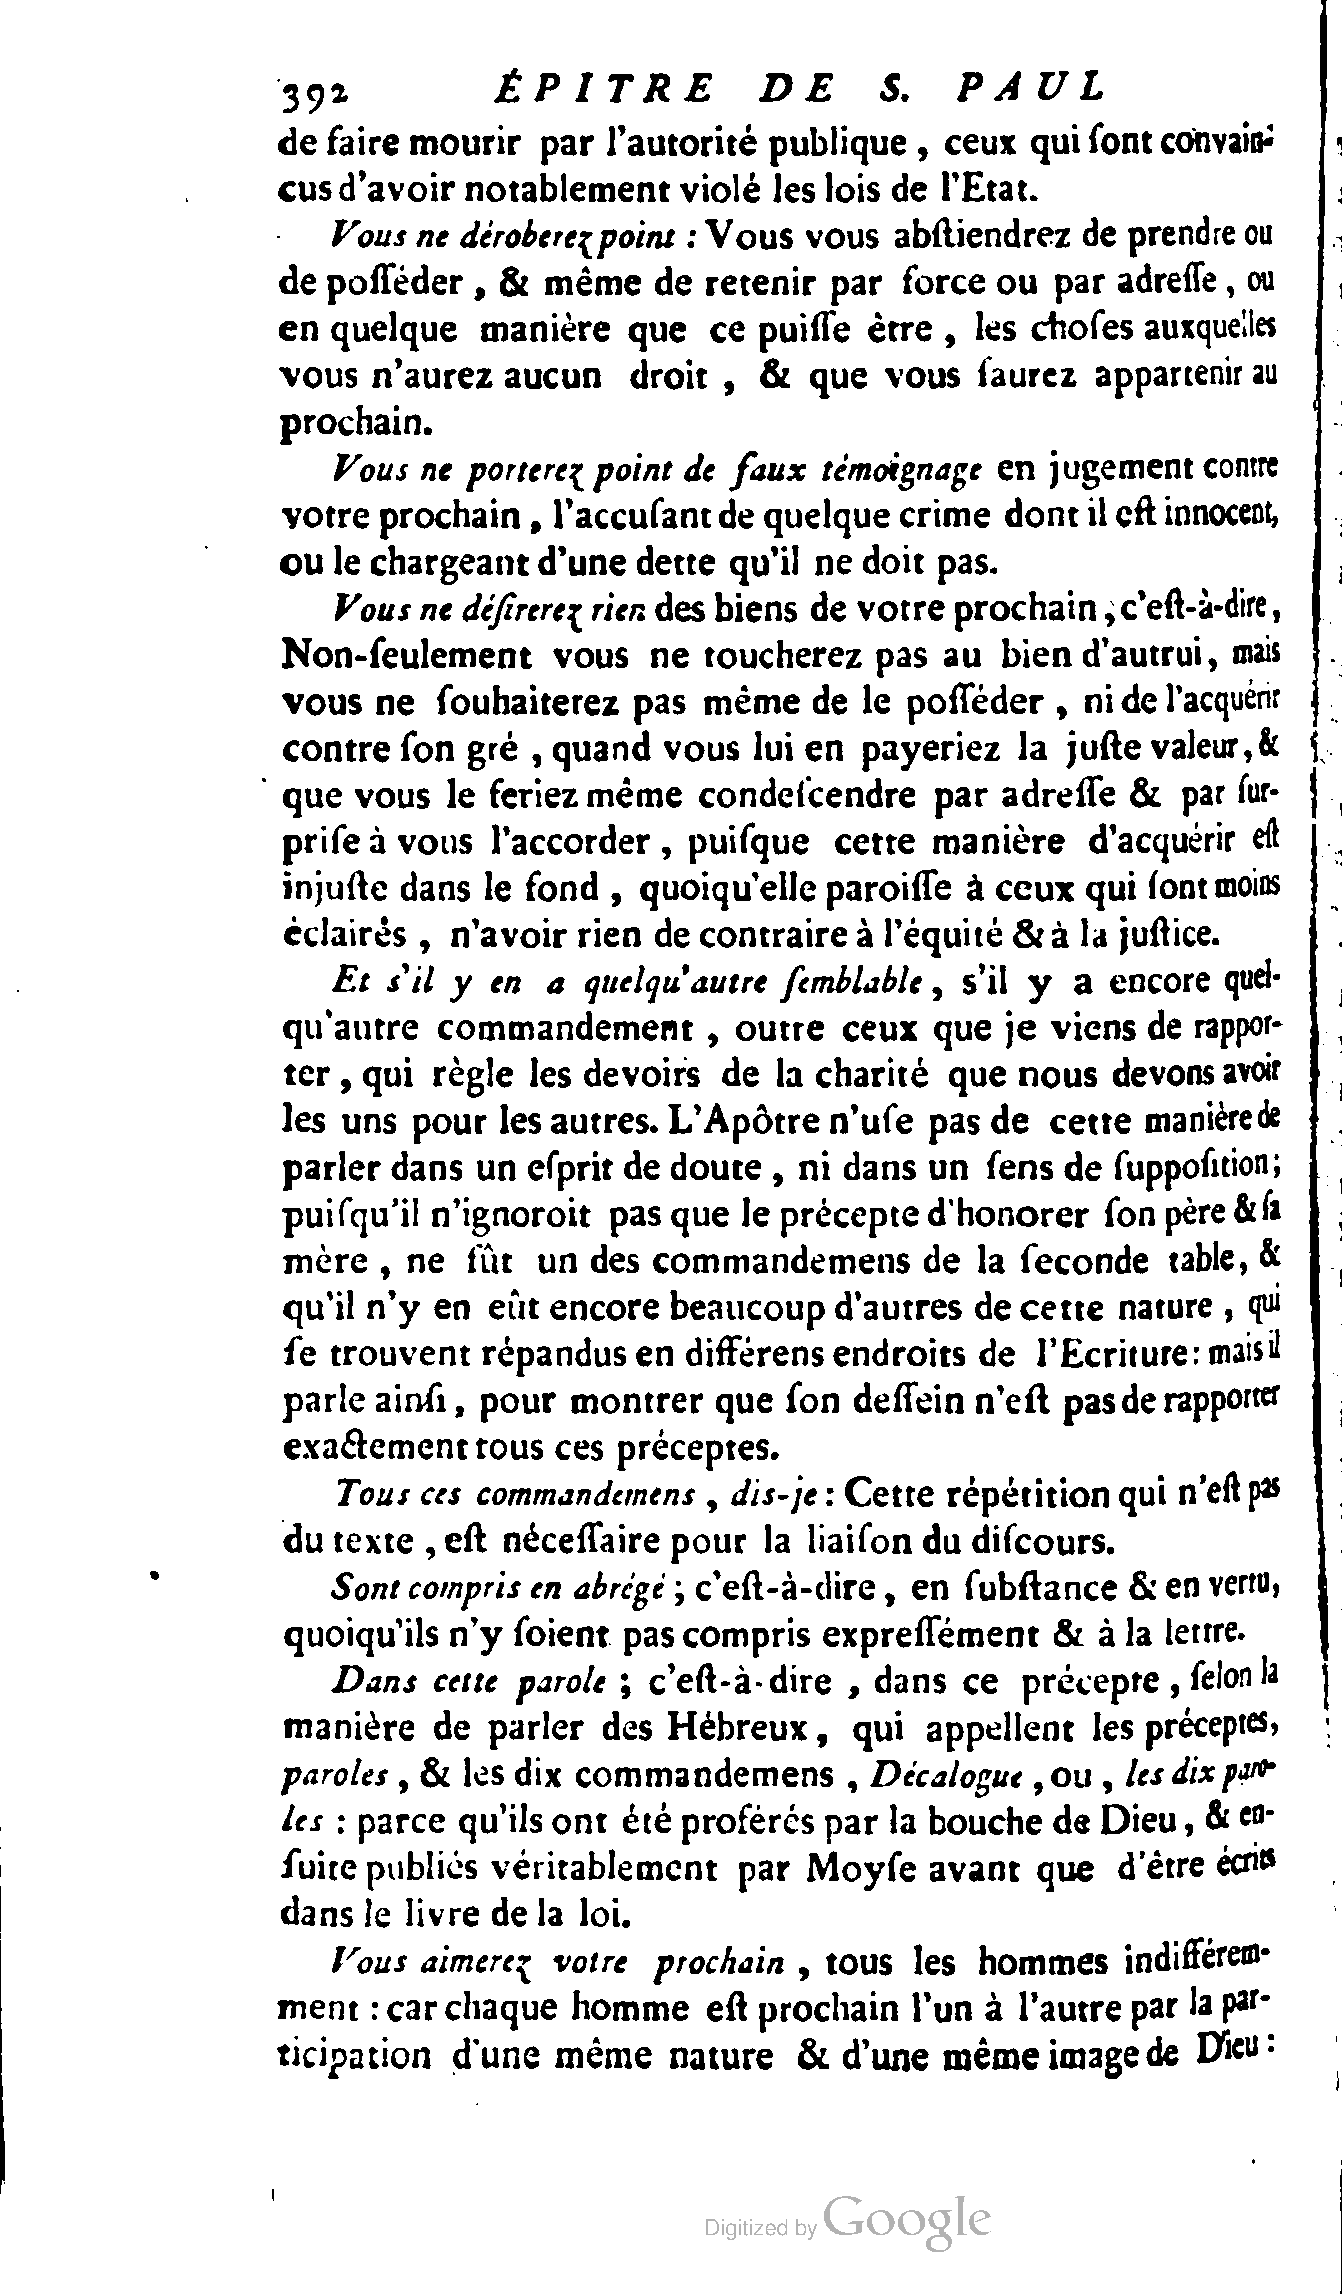 392 ÉPITRE DE S. PAUL
de faire mourir par l'autorité publique , ceux qui ſont convain-
cus d'avoir notablement violé les lois de l'Etat.
Vous ne déroberez point : Vous vous abſtiendrez de prendre ou
de poſſéder , & même de retenir par force ou par adreſſe , ou
en quelque manière que ce puiſſe être , les choſes auxquelles
vous n'aurez aucun droit , & que vous ſaurez appartenir au
prochain.
Vous ne porterez point de faux témoignage en jugement contre
votre prochain , l'accuſant de quelque crime dont il eſt innocent,
ou le chargeant d'une dette qu'il ne doit pas.
Vous ne déſirerez rien des biens de votre prochain ; c'eſt-à-dire,
Non-ſeulement vous ne toucherez pas au bien d'autrui, mais
vous ne ſouhaiterez pas même de le poſſéder , ni de l'acquérir
contre ſon gré , quand vous lui en payeriez la juſte valeur, &
que vous le feriez même condeſcendre par adreſſe & par ſur-
priſe à vous l'accorder , puiſque cette manière d'acquérir eſt
injuſte dans le fond , quoiqu'elle paroiſſe à ceux qui ſont moins
éclairés , n'avoir rien de contraire à l'équité & à la juſtice.
Et s'il y en a quelqu'autre ſemblable , s'il y a encore quel-
qu'autre commandement , outre ceux que je viens de rappor-
ter , qui règle les devoirs de la charité que nous devons avoir
les uns pour les autres. L'Apôtre n'uſe pas de cette manière de
parler dans un eſprit de doute , ni dans un ſens de ſuppoſition;
puiſqu'il n'ignoroit pas que le précepte d'honorer ſon père & ſa
mère , ne fût un des commandemens de la ſeconde table, &
qu'il n'y en eût encore beaucoup d'autres de cette nature , qui
ſe trouvent répandus en différens endroits de l'Ecriture: mais il
parle ainſi , pour montrer que ſon deſſein n'eſt pas de rapporter
exactement tous ces préceptes.
Tous ces commandemens , dis-je : Cette répétition qui n'eſt pas
du texte , eſt néceſſaire pour la liaiſon du diſcours.
Sont compris en abrégé ; c'eſt-à-dire , en ſubſtance & en vertu,
quoiqu'ils n'y ſoient pas compris expreſſément & à la lettre.
Dans cette parole ; c'eſt-à-dire , dans ce précepte , ſelon la
manière de parler des Hébreux , qui appellent les préceptes,
paroles , & les dix commandemens , Décalogue , ou , les dix paro-
les : parce qu'ils ont été proférés par la bouche de Dieu , & en-
ſuite publiés véritablement par Moyſe avant que d'être écrits
dans le livre de la loi.
Vous aimerez votre prochain , tous les hommes indifférem-
ment : car chaque homme eſt prochain l'un à l'autre par la par-
ticipation d'une même nature & d'une même image de Dieu :
Digitized by Google